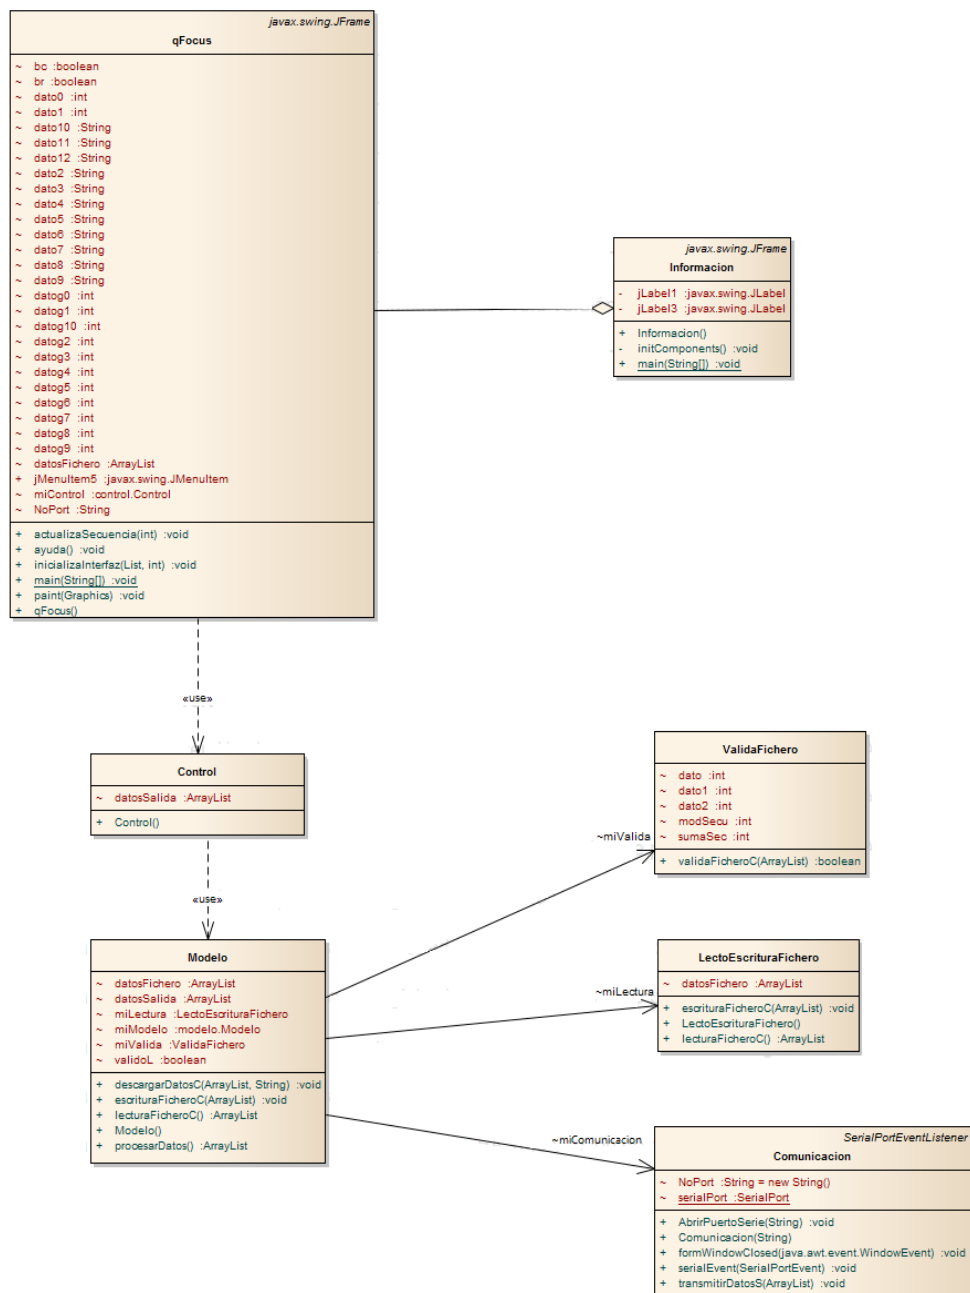 javax.swing.JFrame
qFocus
~ bc :boolean
~ br :boolean
~ dato0 :int
~ dato1 :int
~ dato10 :String
~ dato11 :String
~ dato12 :String
~ dato2 :String
~ dato3 :String
~ dato4 :String
~ dato5 :String
~ dato6 :String
~ dato7 :String
~ dato8 :String
~ dato9 :String
~ datog0 :int
~ datog1 :int
~ datog10 :int
~ datog2 :int
~ datog3 :int
~ datog4 :int
~ datog5 :int
~ datog6 :int
~ datog7 :int
~ datog8 :int
~ datog9 :int
~ datosFichero :ArrayList
+ jMenuItem5 :javax.swing.JMenuItem
~ miControl :control.Control
~ NoPort :String
+ actualizaSecuencia(int) :void
+ ayuda() :void
+ inicializaInterfaz(List, int) :void
+ main(String[]) :void
+ paint(Graphics) :void
+ qFocus()
javax.swing.JFrame
Informacion
- jLabel1 :javax.swing.JLabel
- jLabel3 :javax.swing.JLabel
+ Informacion()
- initComponents() :void
+ main(String[]) :void
«use»
Control
~ datosSalida :ArrayList
+ Control()
«use»
Modelo
~ datosFichero :ArrayList
~ datosSalida :ArrayList
~ miLectura :LectoEscrituraFichero
~ miModelo :modelo.Modelo
~ miValida :ValidaFichero
~ validoL :boolean
+ descargarDatosC(ArrayList, String) :void
+ escrituraFicheroC(ArrayList) :void
+ lecturaFicheroC() :ArrayList
+ Modelo()
+ procesarDatos() :ArrayList
~miValida
ValidaFichero
~ dato :int
~ dato1 :int
~ dato2 :int
~ modSecu :int
~ sumaSec :int
+ validaFicheroC(ArrayList) :boolean
~miLectura
LectoEscrituraFichero
~ datosFichero :ArrayList
+ escrituraFicheroC(ArrayList) :void
+ LectoEscrituraFichero()
+ lecturaFicheroC() :ArrayList
~miComunicacion
SerialPortEventListener
Comunicacion
~ NoPort :String = new String()
~ serialPort :SerialPort
+ AbrirPuertoSerie(String) :void
+ Comunicacion(String)
+ formWindowClosed(java.awt.event.WindowEvent) :void
+ serialEvent(SerialPortEvent) :void
+ transmitirDatosS(ArrayList) :void